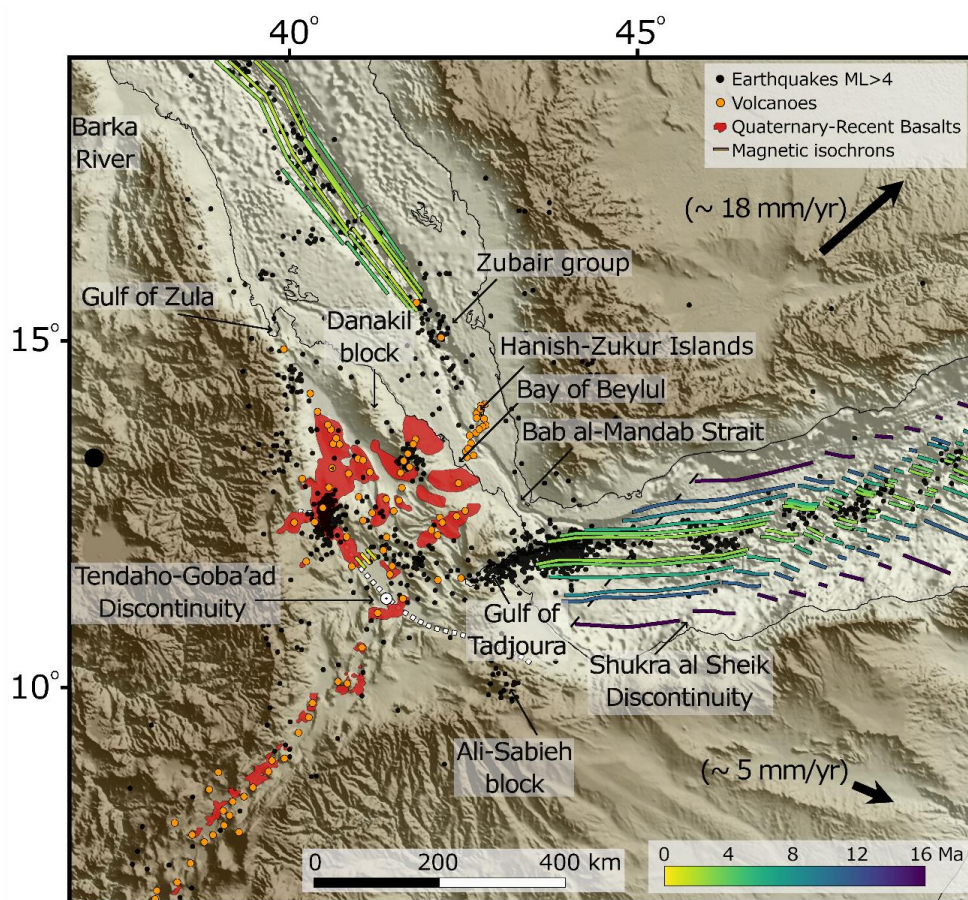 40°
45°
Barka
River
Earthquakes ML>4
Volcanoes
Quaternary-Recent Basalts
Magnetic isochrons
(~ 18 mm/yr)
Zubair group
Gulf of Zula
Danakil
block
15°
Hanish-Zukur Islands
Bay of Beylul
Bab al-Mandab Strait
Tendaho-Goba'ad
Discontinuity
Gulf of
Tadjoura
Shukra al Sheik
Discontinuity
10°
Ali-Sabieh
block
(~ 5 mm/yr)
0 200 400 km
0 4 8 12 16 Ma